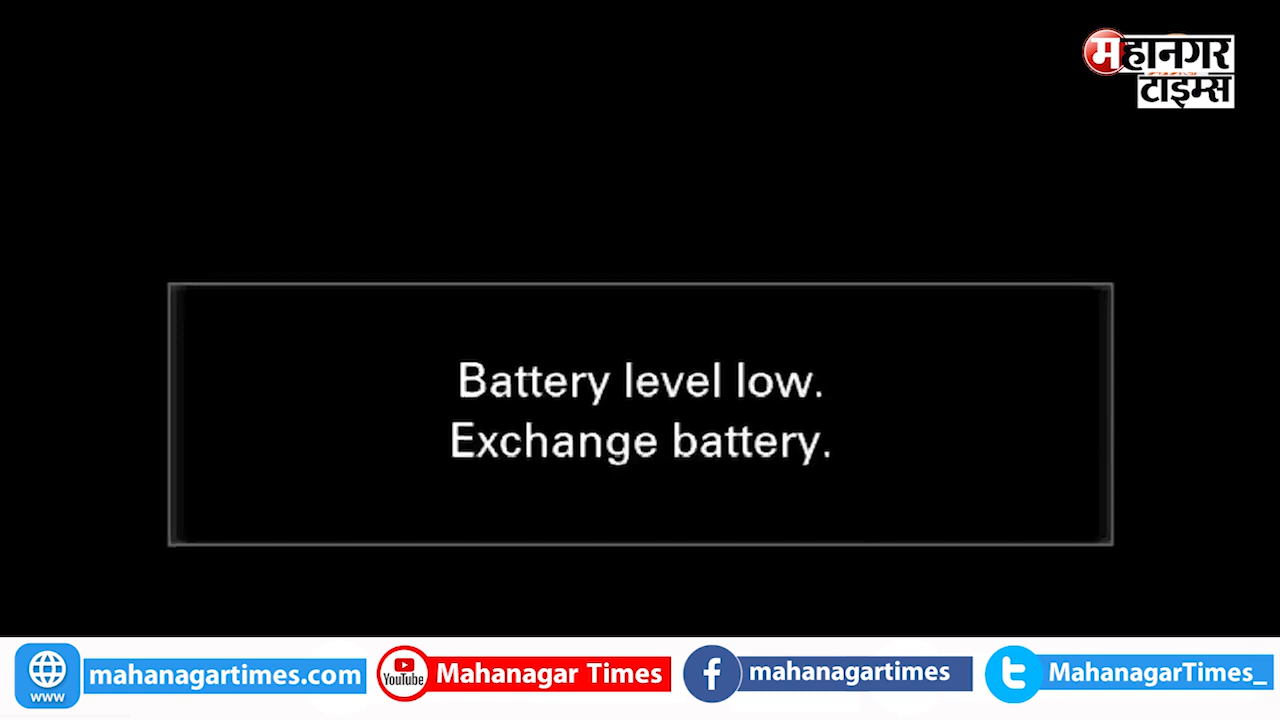 महानगर
टाइम्स
Battery level low.
Exchange battery.
www
mahanagartimes.com
YouTube
Mahanagar Times
f
mahanagartimes
MahanagarTimes_